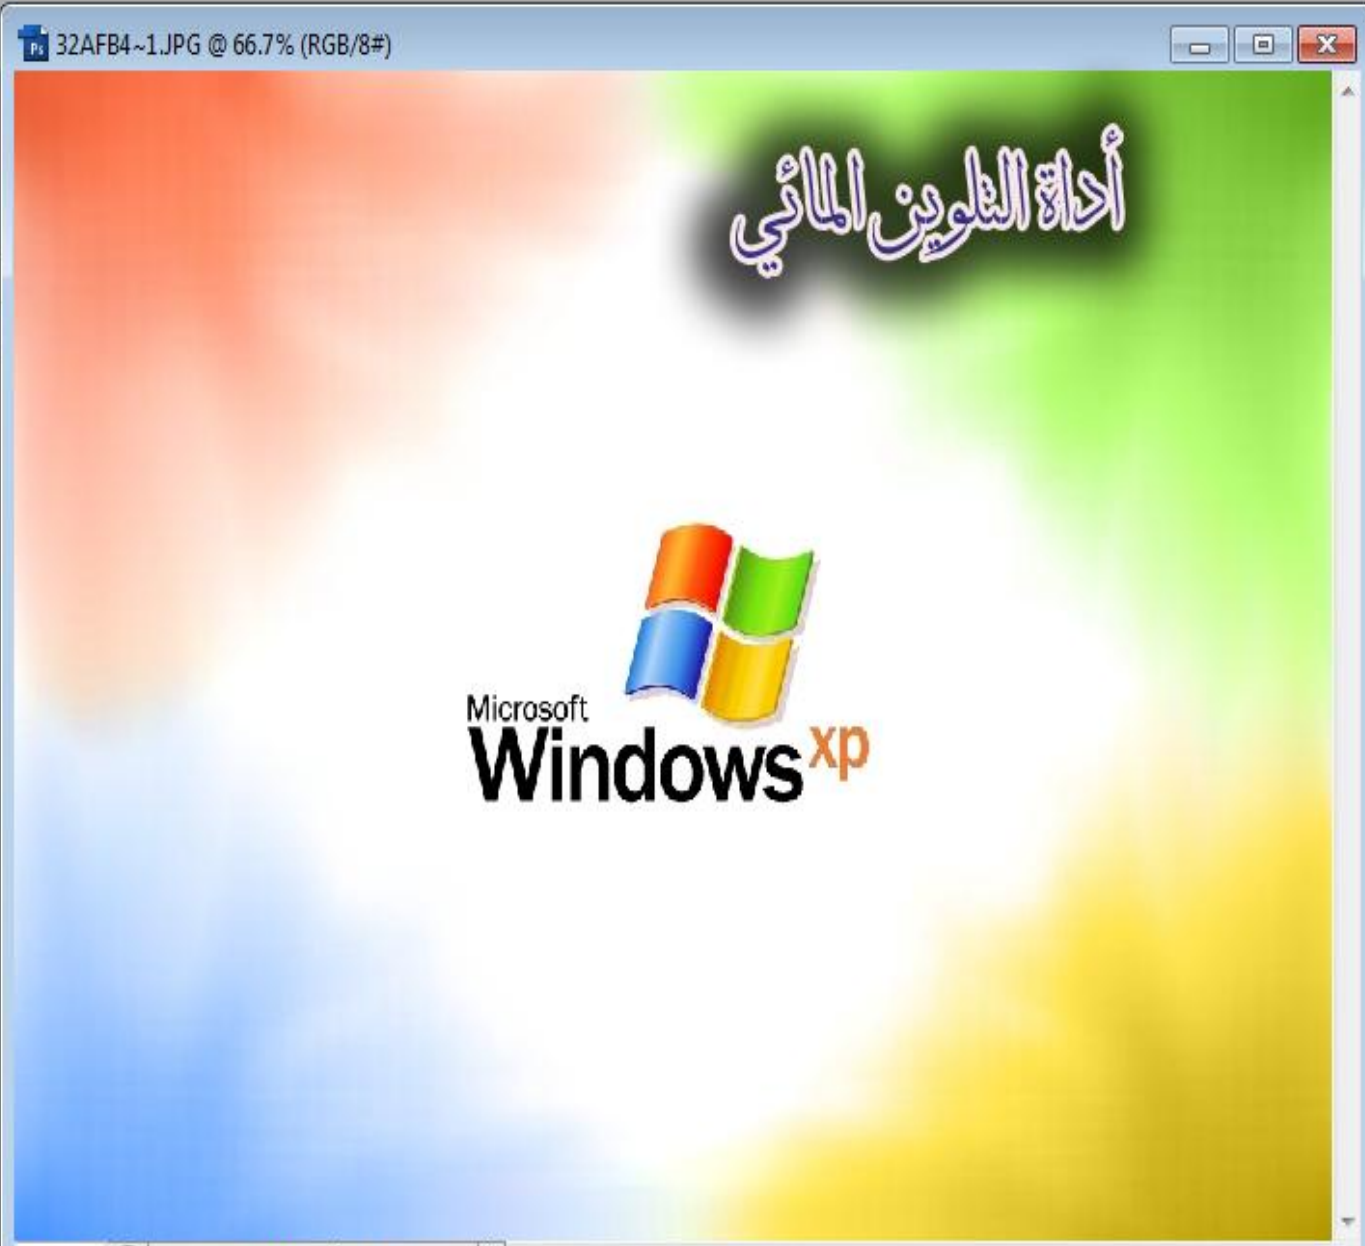 32AFB4~1.JPG @ 66.7% (RGB/8#)
أداة التلوين المائي
Microsoft
Windows xp